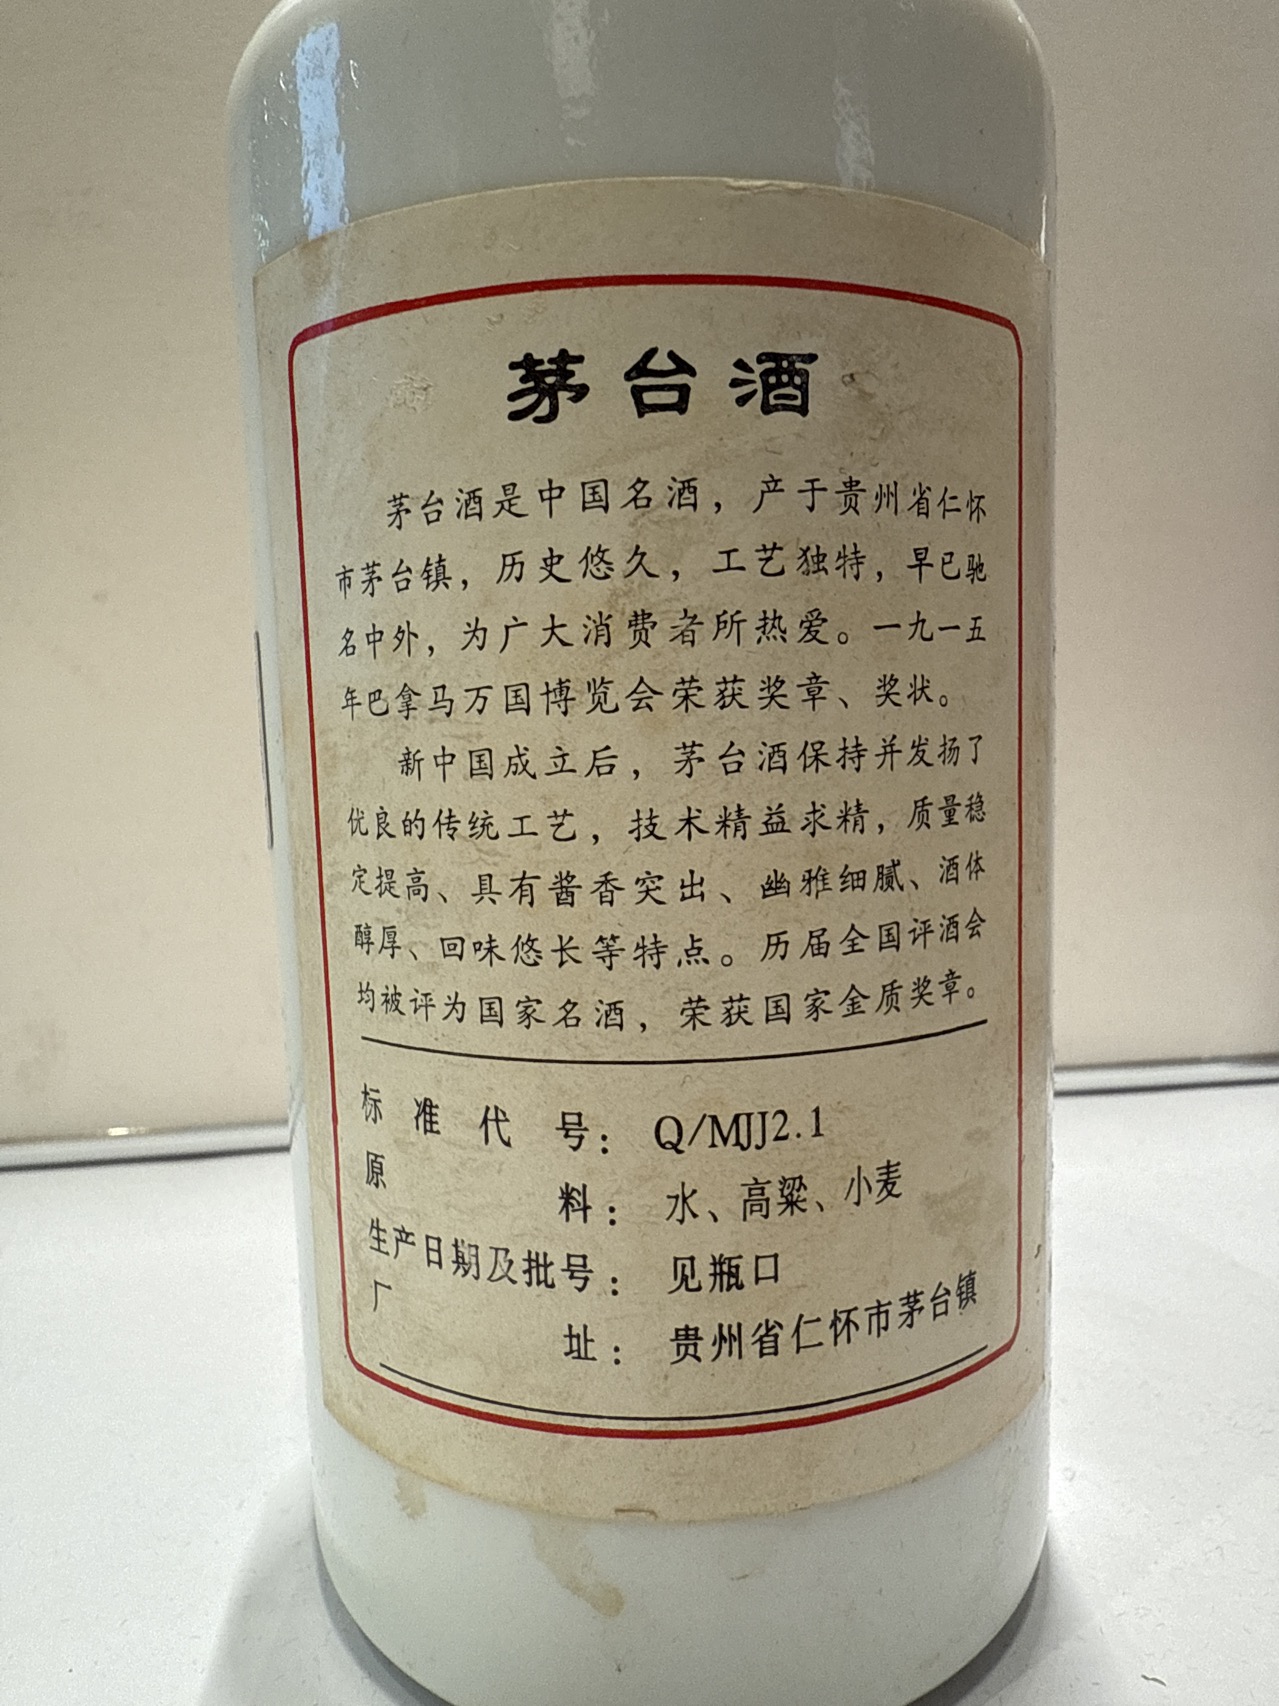 茅台酒
茅台酒是中国名酒，产于贵州省仁怀
市茅台镇，历史悠久，工艺独特，早已驰
名中外，为广大消费者所热爱。一九一五
年巴拿马万国博览会荣获奖章、奖状。
新中国成立后，茅台酒保持并发扬了
优良的传统工艺，技术精益求精，质量稳
定提高、具有酱香突出、幽雅细腻、酒体
醇厚、回味悠长等特点。历届全国评酒会
均被评为国家名酒，荣获国家金质奖章。
标准代号：Q/MJJ2.1
原料：水、高粱、小麦
生产日期及批号：见瓶口
厂址：贵州省仁怀市茅台镇